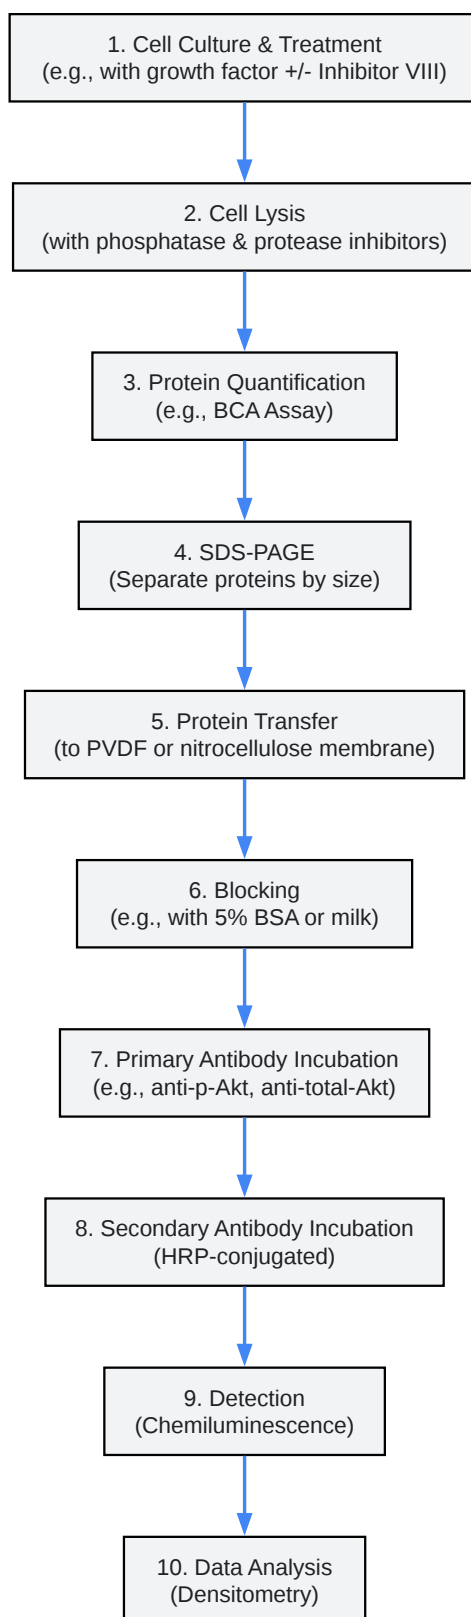 1. Cell Culture & Treatment
(e.g., with growth factor +/- Inhibitor VIII)
2. Cell Lysis
(with phosphatase & protease inhibitors)
3. Protein Quantification
(e.g., BCA Assay)
4. SDS-PAGE
(Separate proteins by size)
5. Protein Transfer
(to PVDF or nitrocellulose membrane)
6. Blocking
(e.g., with 5% BSA or milk)
7. Primary Antibody Incubation
(e.g., anti-p-Akt, anti-total-Akt)
8. Secondary Antibody Incubation
(HRP-conjugated)
9. Detection
(Chemiluminescence)
10. Data Analysis
(Densitometry)